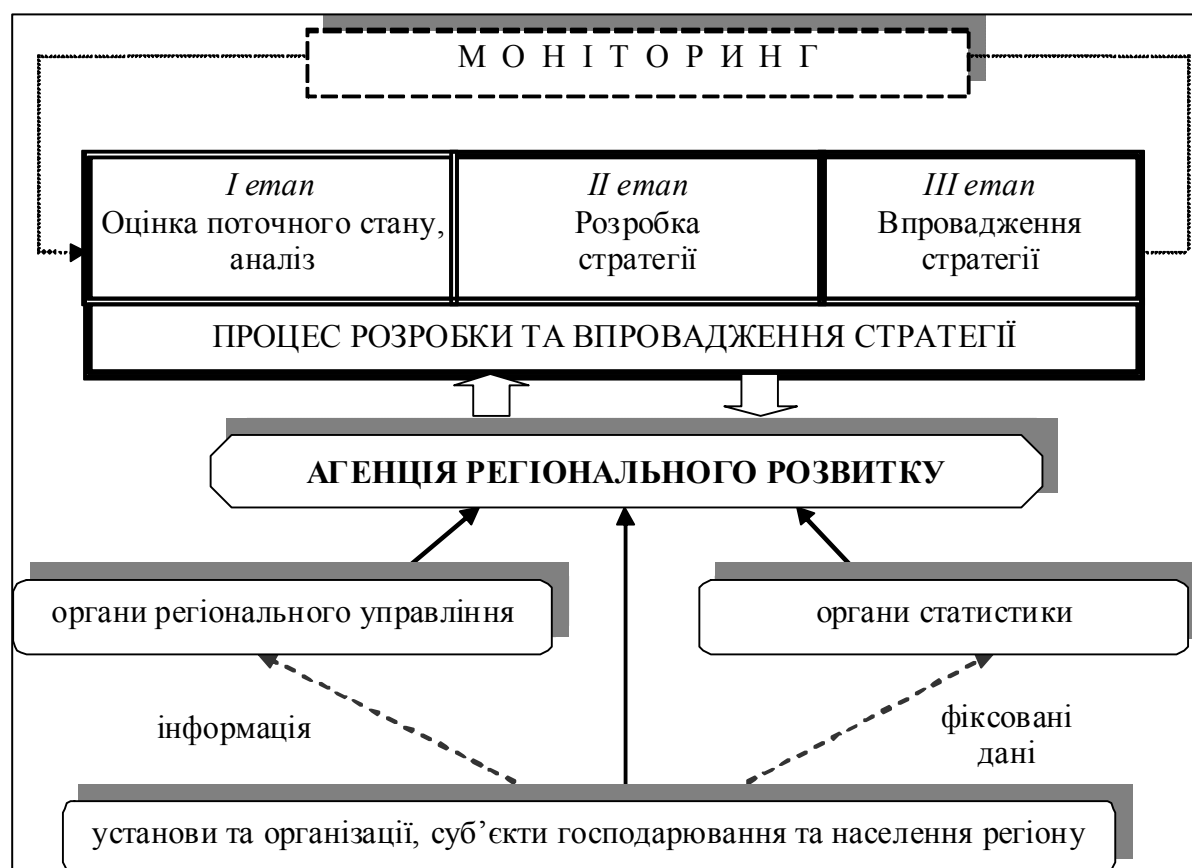 М О Н І Т О Р И Н Г
І етап
Оцінка поточного стану,
аналіз
ІІ етап
Розробка
стратегії
ІІІ етап
Впровадження
стратегії
ПРОЦЕС РОЗРОБКИ ТА ВПРОВАДЖЕННЯ СТРАТЕГІЇ
АГЕНЦІЯ РЕГІОНАЛЬНОГО РОЗВИТКУ
органи регіонального управління
органи статистики
інформація
фіксовані
дані
установи та організації, суб’єкти господарювання та населення регіону